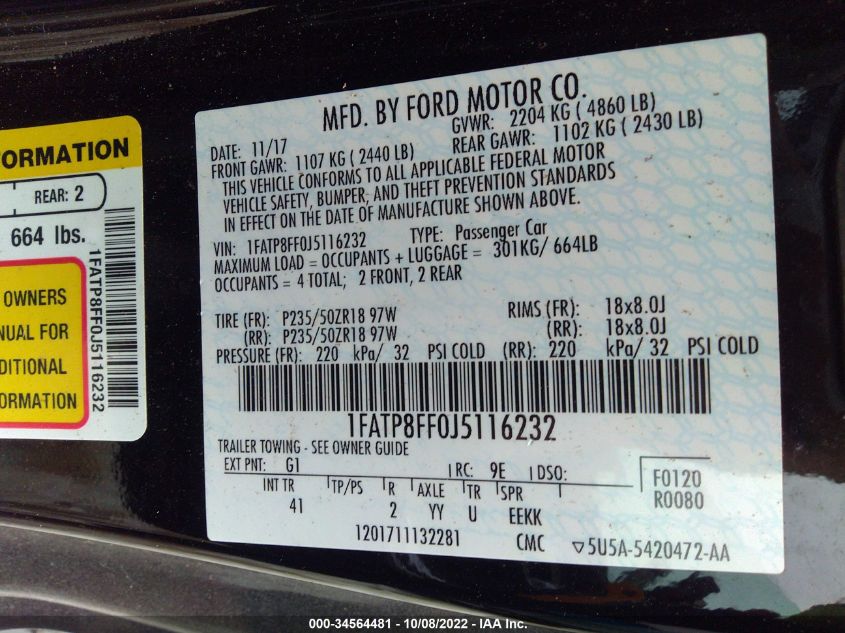 FORMATION
REAR: 2
664 lbs.
OWNERS
NUAL FOR
DITIONAL
FORMATION
1FATP8FF0J5116232
MFD. BY FORD MOTOR CO.
DATE: 11/17 GVWR: 2204 KG ( 4860 LB)
FRONT GAWR: 1107 KG ( 2440 LB) REAR GAWR: 1102 KG ( 2430 LB)
THIS VEHICLE CONFORMS TO ALL APPLICABLE FEDERAL MOTOR
VEHICLE SAFETY, BUMPER, AND THEFT PREVENTION STANDARDS
IN EFFECT ON THE DATE OF MANUFACTURE SHOWN ABOVE.
VIN: 1FATP8FF0J5116232 TYPE: Passenger Car
MAXIMUM LOAD = OCCUPANTS + LUGGAGE = 301KG/ 664LB
OCCUPANTS = 4 TOTAL; 2 FRONT, 2 REAR
TIRE (FR): P235/50ZR18 97W RIMS (FR): 18x8.0J
(RR): P235/50ZR18 97W (RR): 18x8.0J
PRESSURE (FR): 220 kPa/ 32 PSI COLD (RR): 220 kPa/ 32 PSI COLD
1FATP8FF0J5116232
TRAILER TOWING - SEE OWNER GUIDE
EXT PNT: G1 RC: 9E DSO: F0120
INT TR TP/PS R AXLE TR SPR R0080
41 2 YY U EEKK
1201711132281 CMC ▽5U5A-5420472-AA
000-34564481 - 10/08/2022 - IAA Inc.